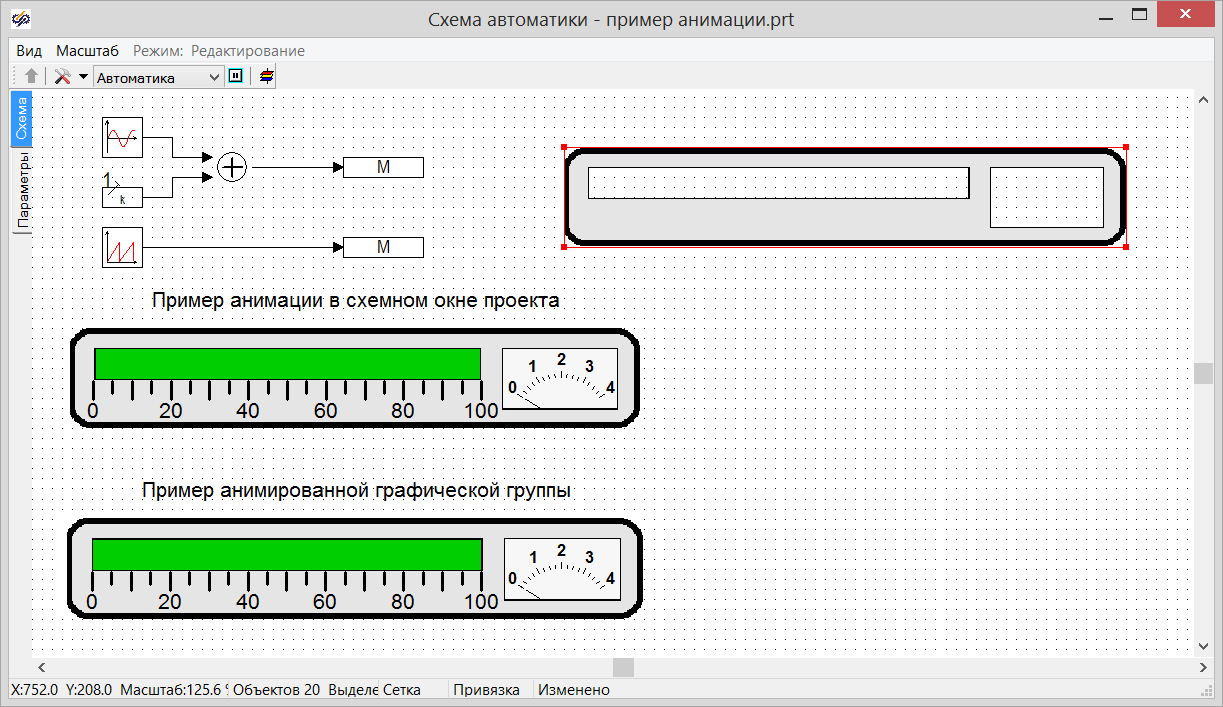 Схема автоматики - пример анимации.prt
Вид Масштаб Режим: Редактирование
Автоматика
Схема
Параметры
M
1
k
M
Пример анимации в схемном окне проекта
0 1 2 3 4
0 20 40 60 80 100
Пример анимированной графической группы
0 1 2 3 4
0 20 40 60 80 100
X:752.0 Y:208.0 Масштаб:125.6 % Объектов 20 Выделе Сетка Привязка Изменено